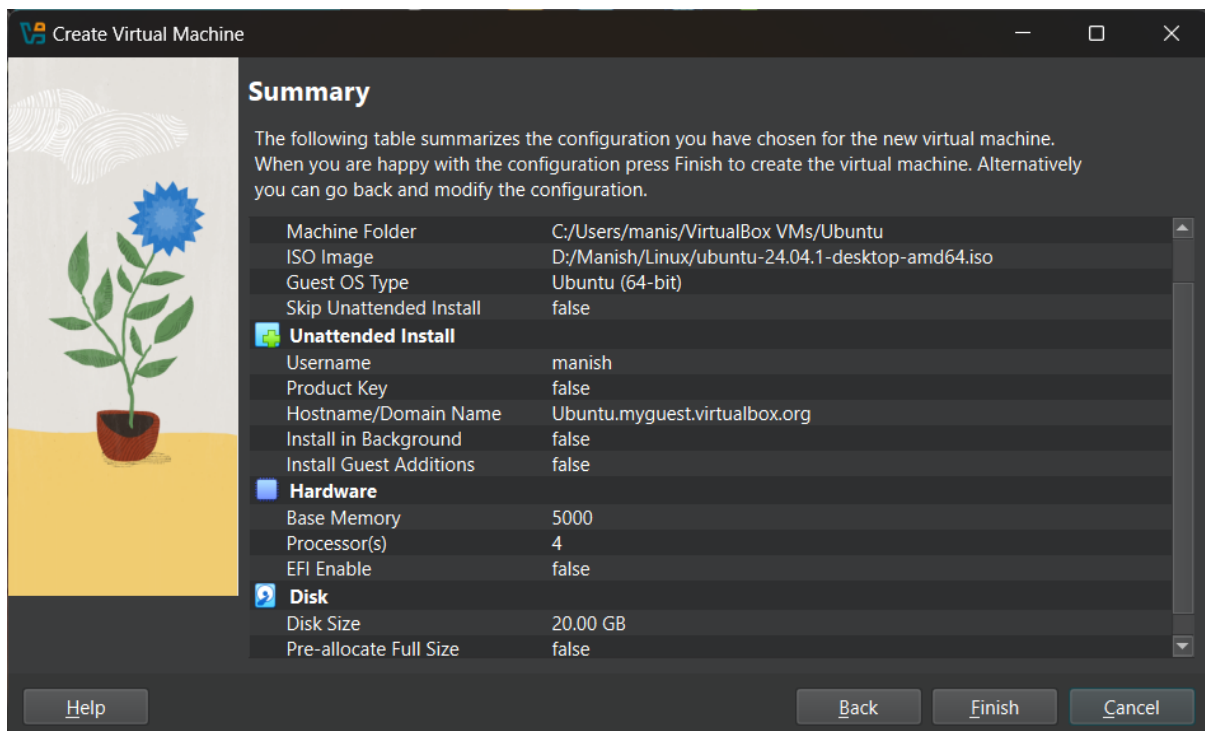 Create Virtual Machine
Summary
The following table summarizes the configuration you have chosen for the new virtual machine.
When you are happy with the configuration press Finish to create the virtual machine. Alternatively
you can go back and modify the configuration.
Machine Folder C:/Users/manis/VirtualBox VMs/Ubuntu
ISO Image D:/Manish/Linux/ubuntu-24.04.1-desktop-amd64.iso
Guest OS Type Ubuntu (64-bit)
Skip Unattended Install false
Unattended Install
Username manish
Product Key false
Hostname/Domain Name Ubuntu.myguest.virtualbox.org
Install in Background false
Install Guest Additions false
Hardware
Base Memory 5000
Processor(s) 4
EFI Enable false
Disk
Disk Size 20.00 GB
Pre-allocate Full Size false
Help Back Finish Cancel